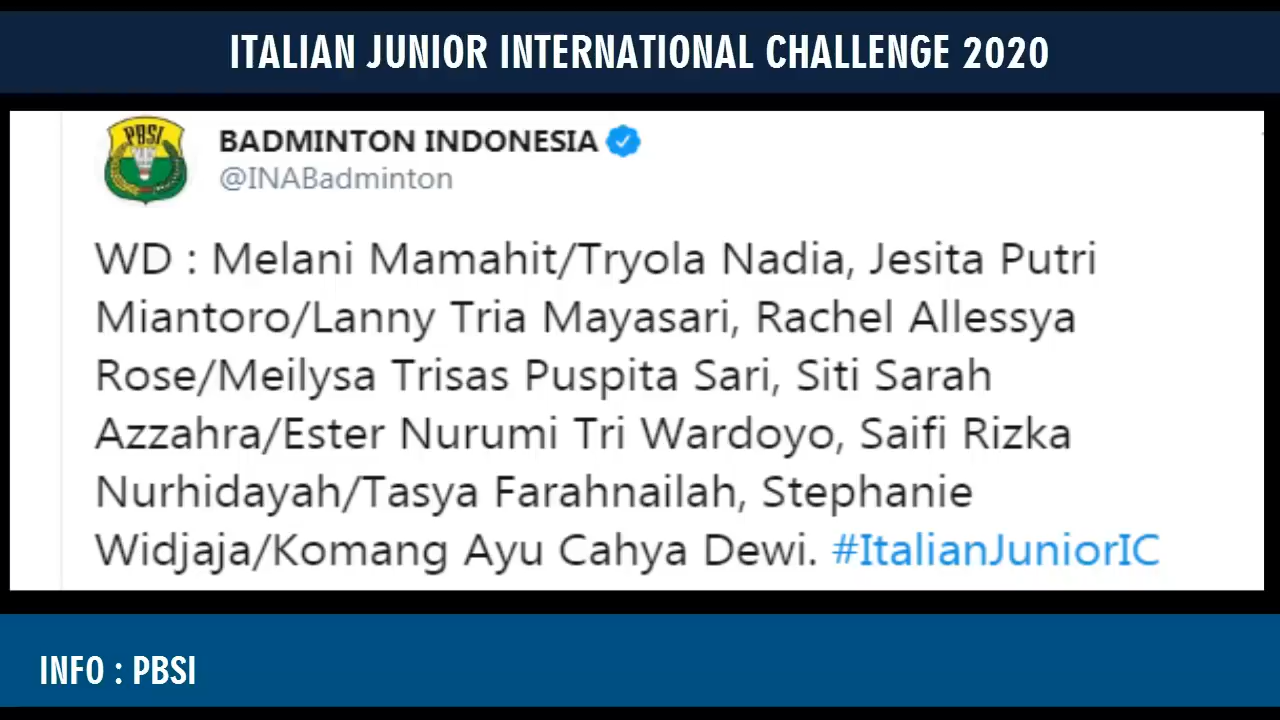 ITALIAN JUNIOR INTERNATIONAL CHALLENGE 2020
PBSI
BADMINTON INDONESIA
@INABadminton
WD : Melani Mamahit/Tryola Nadia, Jesita Putri
Miantoro/Lanny Tria Mayasari, Rachel Allessya
Rose/Meilysa Trisas Puspita Sari, Siti Sarah
Azzahra/Ester Nurumi Tri Wardoyo, Saifi Rizka
Nurhidayah/Tasya Farahnailah, Stephanie
Widjaja/Komang Ayu Cahya Dewi. #ItalianJuniorIC
INFO : PBSI